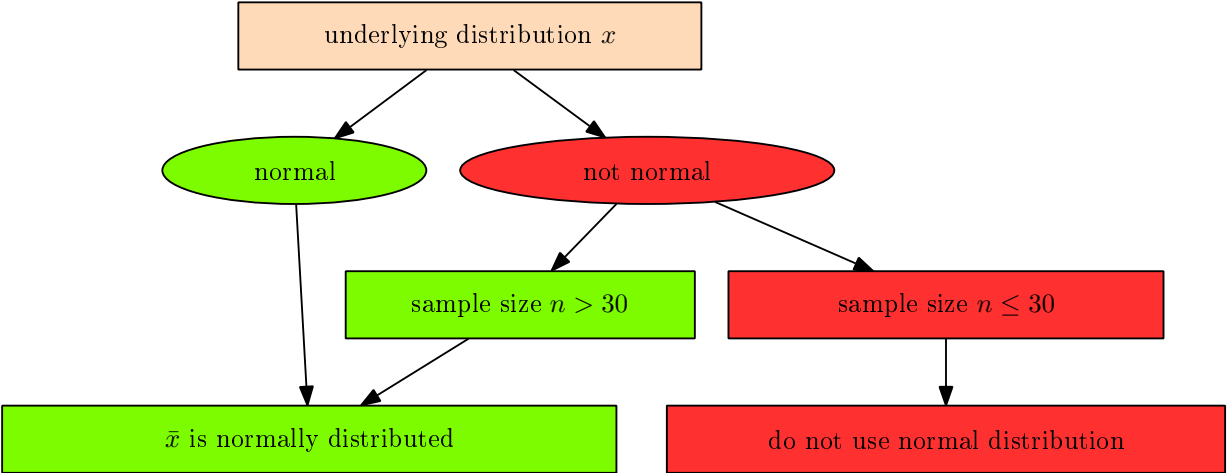 underlying distribution x
normal
not normal
sample size n > 30
sample size n ≤ 30
x̄ is normally distributed
do not use normal distribution